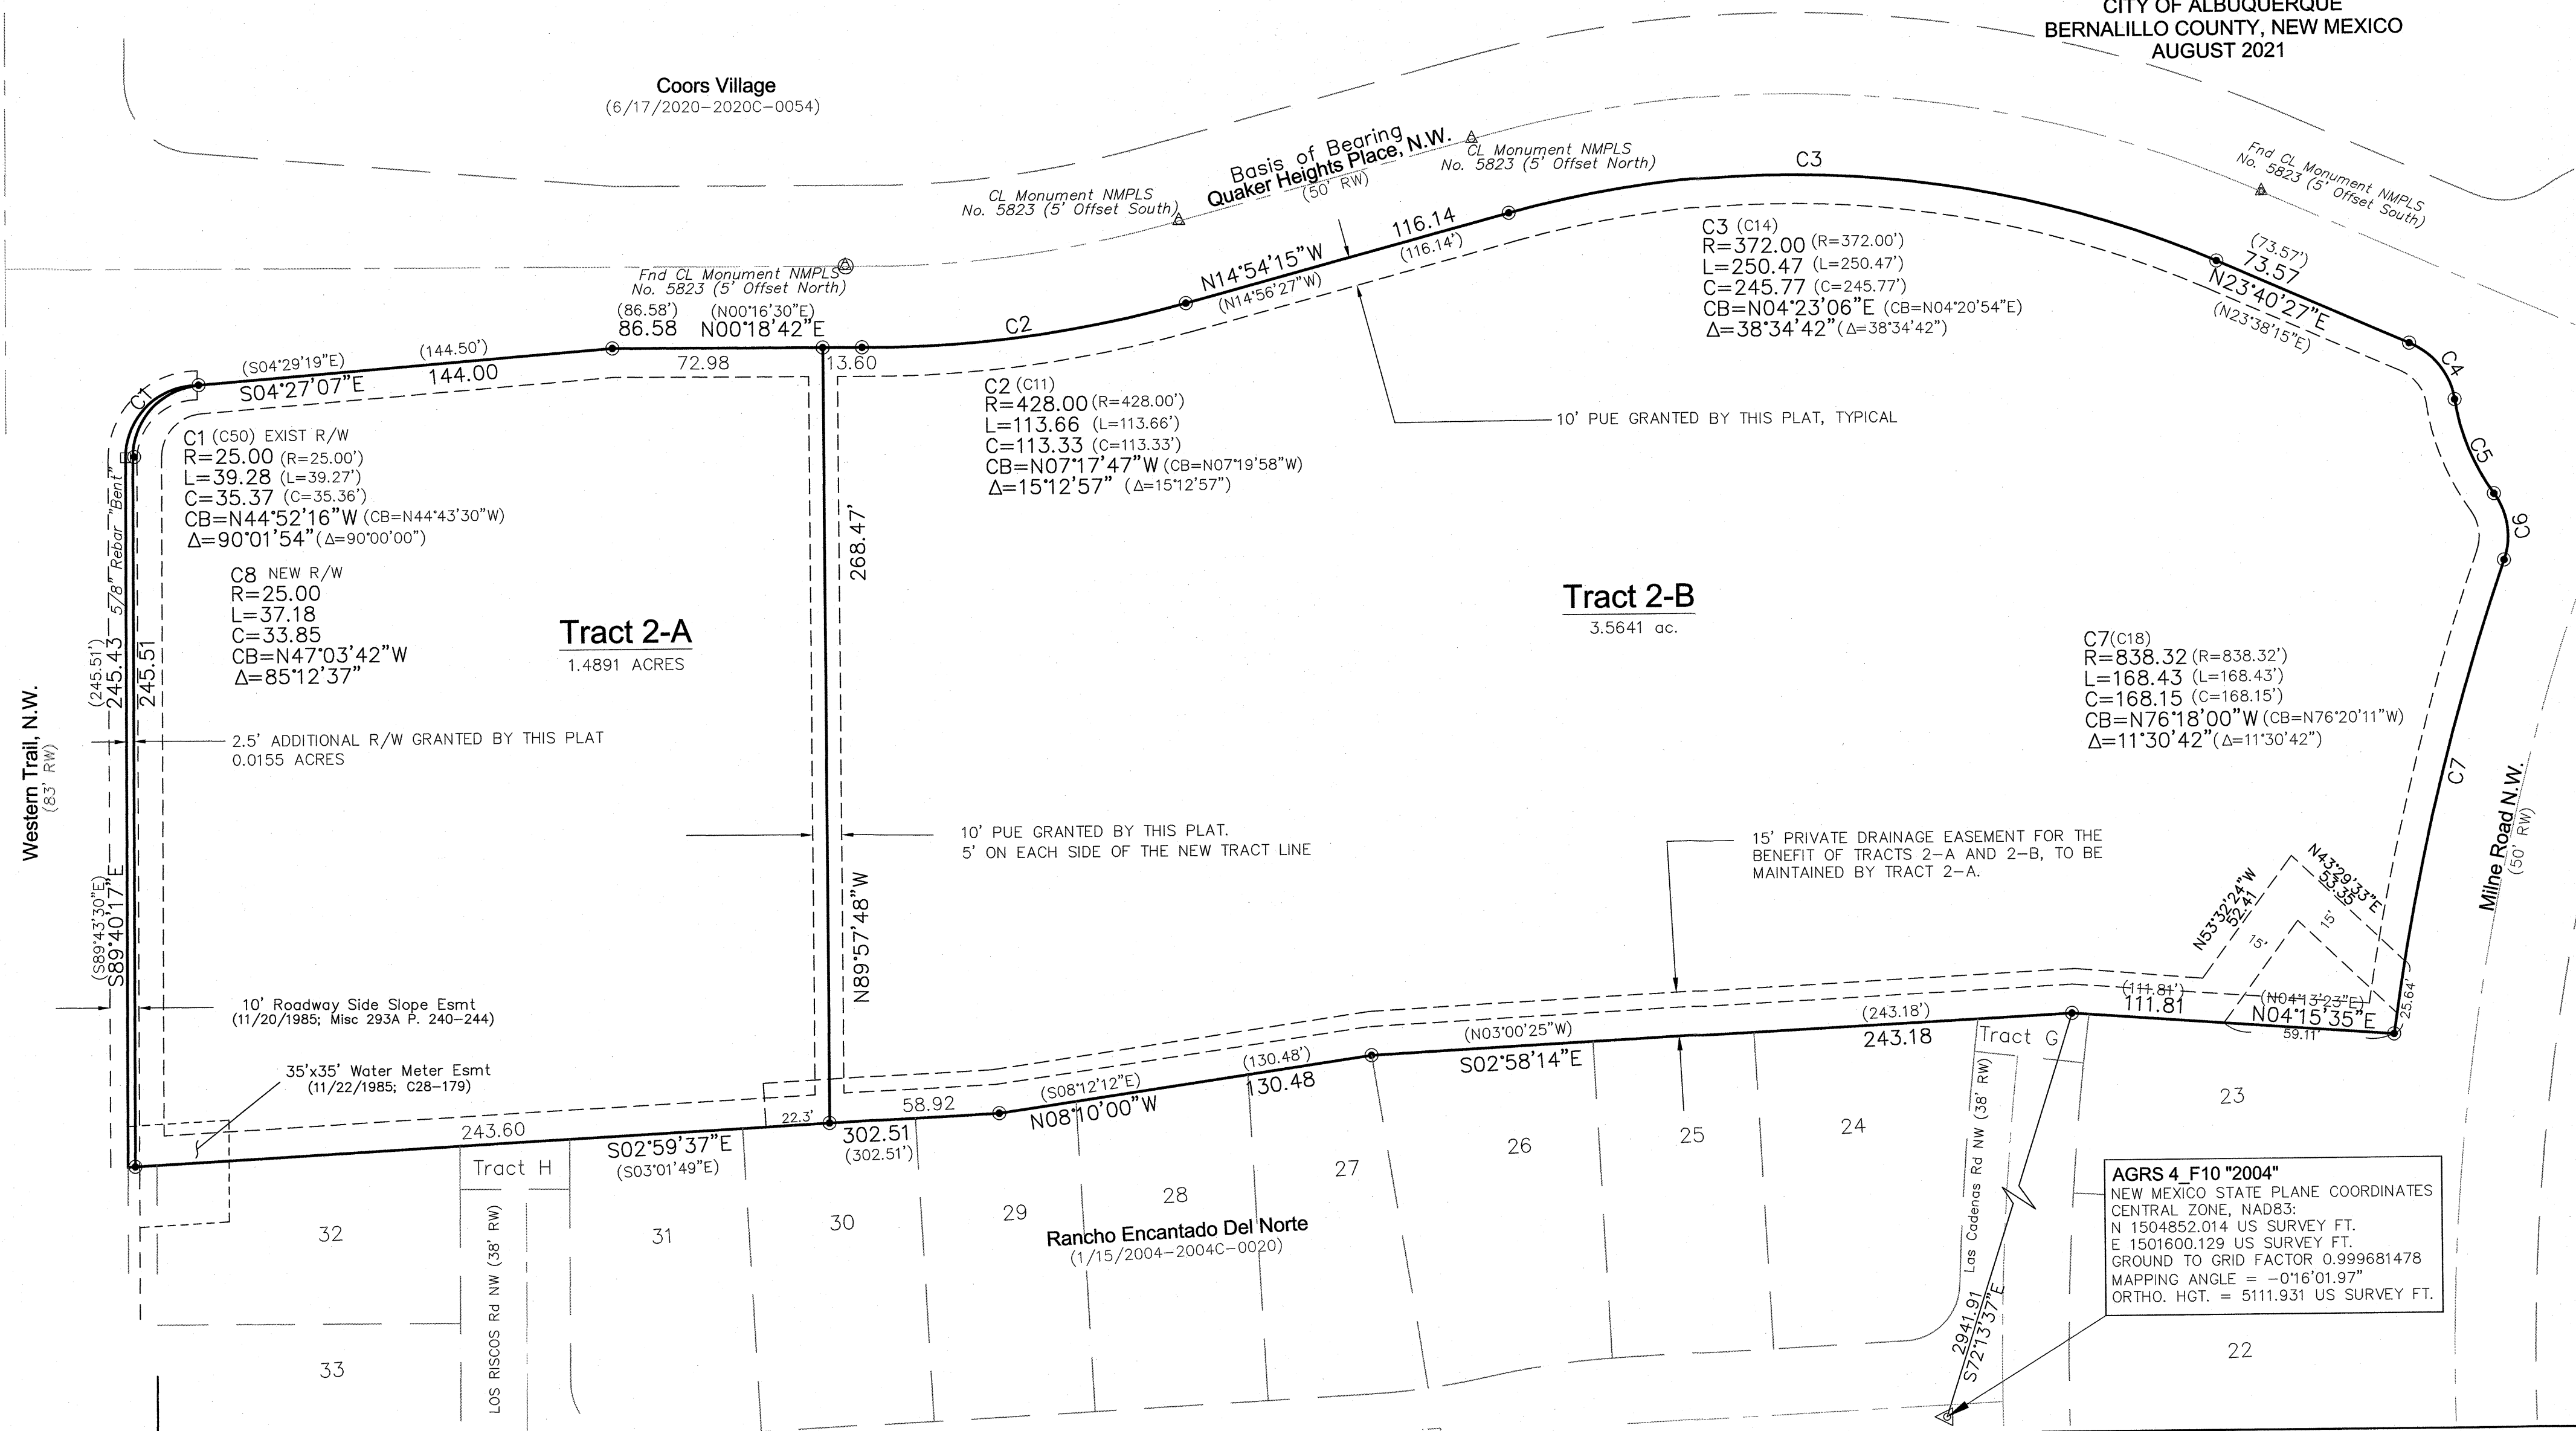 CITY OF ALBUQUERQUE
BERNALILLO COUNTY, NEW MEXICO
AUGUST 2021
Coors Village
(6/17/2020-2020C-0054)
Basis of Bearing
Quaker Heights Place, N.W.
(50' RW)
CL Monument NMPLS
No. 5823 (5' Offset South)
CL Monument NMPLS
No. 5823 (5' Offset North)
Fnd CL Monument NMPLS
No. 5823 (5' Offset South)
Fnd CL Monument NMPLS
No. 5823 (5' Offset North)
(86.58') (N00°16'30"E)
86.58 N00°18'42"E
72.98
13.60
(S04°29'19"E) (144.50')
S04°27'07"E 144.00
C1
C2
N14°54'15"W 116.14
(N14°56'27"W) (116.14')
C3
(73.57')
73.57
N23°40'27"E
(N23°38'15"E)
C4
C5
C6
C7
C1 (C50) EXIST R/W
R=25.00 (R=25.00')
L=39.28 (L=39.27')
C=35.37 (C=35.36')
CB=N44°52'16"W (CB=N44°43'30"W)
Δ=90°01'54" (Δ=90°00'00")
C8 NEW R/W
R=25.00
L=37.18
C=33.85
CB=N47°03'42"W
Δ=85°12'37"
C2 (C11)
R=428.00 (R=428.00')
L=113.66 (L=113.66')
C=113.33 (C=113.33')
CB=N07°17'47"W (CB=N07°19'58"W)
Δ=15°12'57" (Δ=15°12'57")
C3 (C14)
R=372.00 (R=372.00')
L=250.47 (L=250.47')
C=245.77 (C=245.77')
CB=N04°23'06"E (CB=N04°20'54"E)
Δ=38°34'42" (Δ=38°34'42")
10' PUE GRANTED BY THIS PLAT, TYPICAL
C7(C18)
R=838.32 (R=838.32')
L=168.43 (L=168.43')
C=168.15 (C=168.15')
CB=N76°18'00"W (CB=N76°20'11"W)
Δ=11°30'42" (Δ=11°30'42")
Tract 2-A
1.4891 ACRES
Tract 2-B
3.5641 ac.
5/8" Rebar "Bent"
(245.51')
245.43
245.51
(S89°43'30"E)
S89°40'17"E
Western Trail, N.W.
(83' RW)
2.5' ADDITIONAL R/W GRANTED BY THIS PLAT
0.0155 ACRES
268.47'
N89°57'48"W
10' PUE GRANTED BY THIS PLAT.
5' ON EACH SIDE OF THE NEW TRACT LINE
15' PRIVATE DRAINAGE EASEMENT FOR THE
BENEFIT OF TRACTS 2-A AND 2-B, TO BE
MAINTAINED BY TRACT 2-A.
N53°32'24"W
52.41
N43°29'33"E
53.35
15'
15'
Milne Road N.W.
(50' RW)
10' Roadway Side Slope Esmt
(11/20/1985; Misc 293A P. 240-244)
35'x35' Water Meter Esmt
(11/22/1985; C28-179)
243.60
S02°59'37"E
(S03°01'49"E)
22.3'
58.92
302.51
(302.51')
(S08°12'12"E) (130.48')
N08°10'00"W 130.48
(N03°00'25"W) (243.18')
S02°58'14"E 243.18
(111.81') (N04°13'23"E)
111.81 N04°15'35"E
59.11'
25.64'
Tract H
Tract G
LOS RISCOS Rd NW (38' RW)
Las Cadenas Rd NW (38' RW)
32
33
31
30
29
28
27
26
25
24
23
22
Rancho Encantado Del Norte
(1/15/2004-2004C-0020)
2941.91
S72°13'37"E
AGRS 4_F10 "2004"
NEW MEXICO STATE PLANE COORDINATES
CENTRAL ZONE, NAD83:
N 1504852.014 US SURVEY FT.
E 1501600.129 US SURVEY FT.
GROUND TO GRID FACTOR 0.999681478
MAPPING ANGLE = -0°16'01.97"
ORTHO. HGT. = 5111.931 US SURVEY FT.